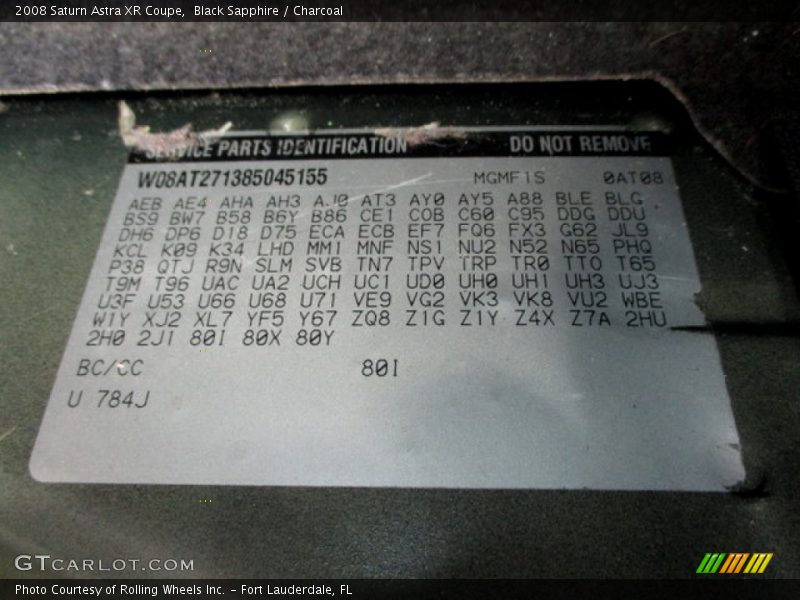 2008 Saturn Astra XR Coupe,  Black Sapphire / Charcoal
SERVICE PARTS IDENTIFICATION DO NOT REMOVE
W08AT271385045155 MGMF1S 0AT08
AEB AE4 AHA AH3 AJ0 AT3 AY0 AY5 A88 BLE BLG
BS9 BW7 B58 B6Y B86 CE1 C0B C60 C95 DDG DDU
DH6 DP6 D18 D75 ECA ECB EF7 FQ6 FX3 G62 JL9
KCL K09 K34 LHD MM1 MNF NS1 NU2 N52 N65 PHQ
P38 QTJ R9N SLM SVB TN7 TPV TRP TR0 TTO T65
T9M T96 UAC UA2 UCH UC1 UD0 UH0 UH1 UH3 UJ3
U3F U53 U66 U68 U71 VE9 VG2 VK3 VK8 VU2 WBE
W1Y XJ2 XL7 YF5 Y67 ZQ8 Z1G Z1Y Z4X Z7A 2HU
2H0 2J1 80I 80X 80Y
BC/CC 80I
U 784J
GTCARLOT.COM
Photo Courtesy of Rolling Wheels Inc. – Fort Lauderdale, FL